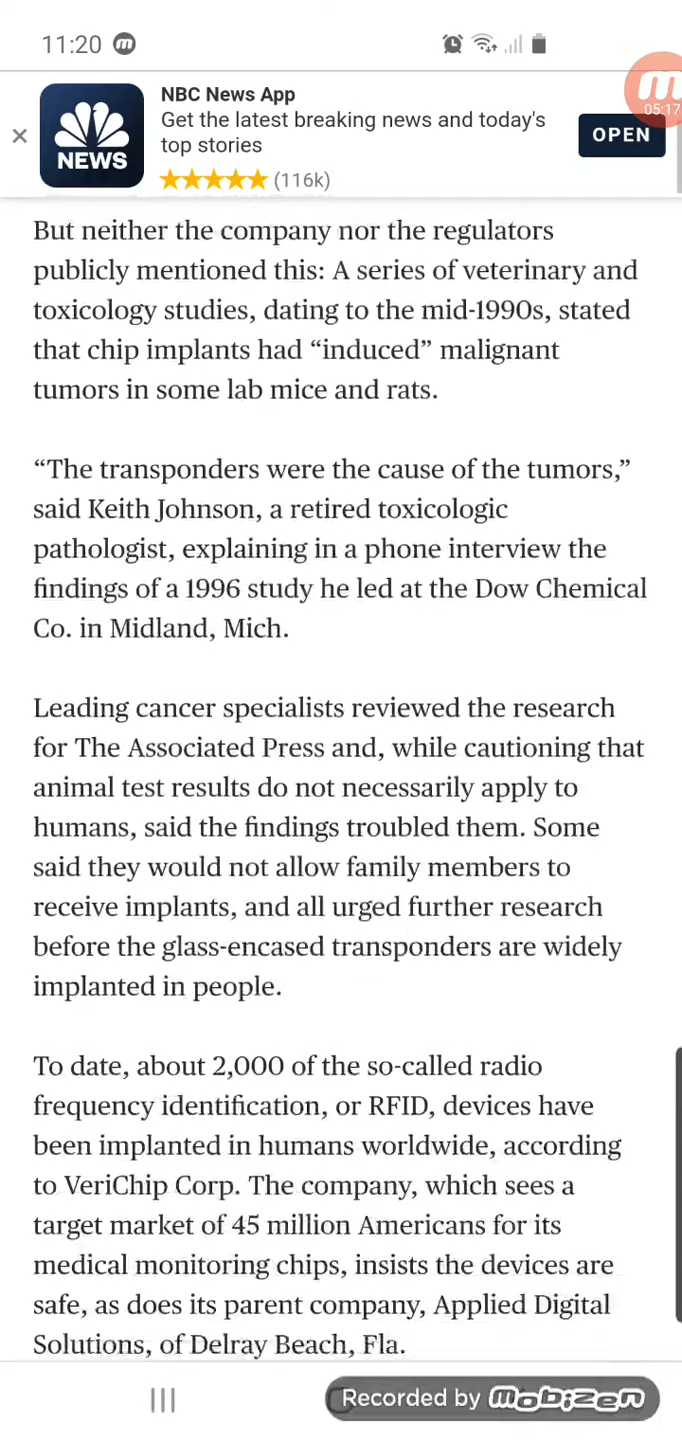 11:20
NBC News App
05:17
Get the latest breaking news and today's
top stories
OPEN
NEWS
(116k)
But neither the company nor the regulators
publicly mentioned this: A series of veterinary and
toxicology studies, dating to the mid-1990s, stated
that chip implants had “induced” malignant
tumors in some lab mice and rats.
“The transponders were the cause of the tumors,”
said Keith Johnson, a retired toxicologic
pathologist, explaining in a phone interview the
findings of a 1996 study he led at the Dow Chemical
Co. in Midland, Mich.
Leading cancer specialists reviewed the research
for The Associated Press and, while cautioning that
animal test results do not necessarily apply to
humans, said the findings troubled them. Some
said they would not allow family members to
receive implants, and all urged further research
before the glass-encased transponders are widely
implanted in people.
To date, about 2,000 of the so-called radio
frequency identification, or RFID, devices have
been implanted in humans worldwide, according
to VeriChip Corp. The company, which sees a
target market of 45 million Americans for its
medical monitoring chips, insists the devices are
safe, as does its parent company, Applied Digital
Solutions, of Delray Beach, Fla.
Recorded by mobizen